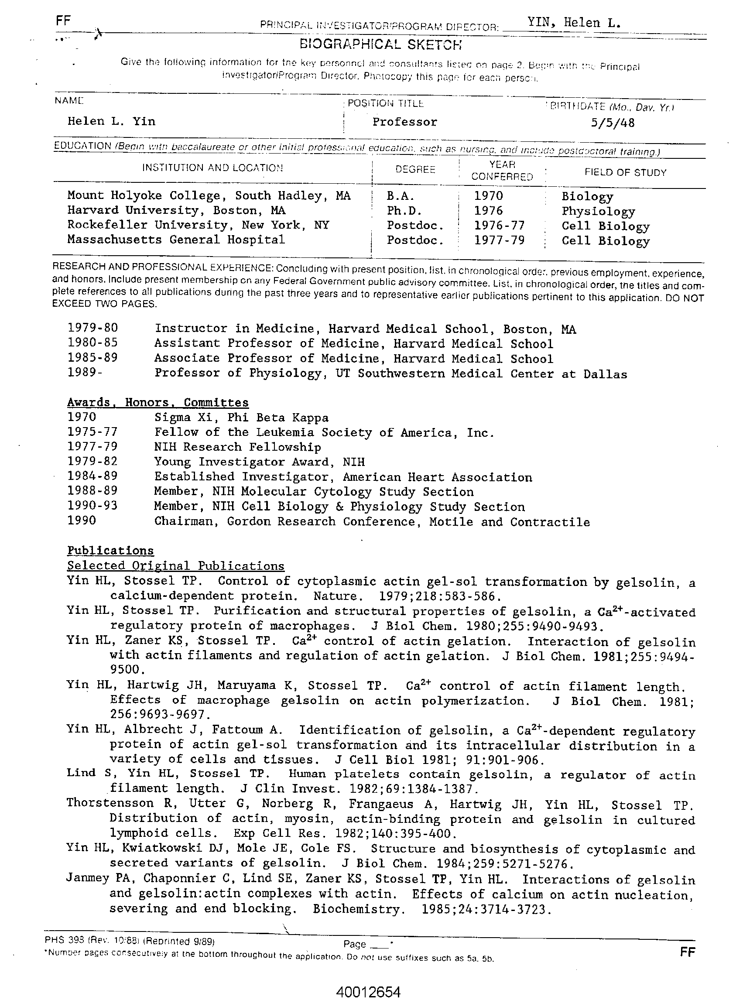 FF
PRINCIPAL INVESTIGATOR/PROGRAM DIRECTOR: YIN, Helen L.
BIOGRAPHICAL SKETCH
Give the following information for the key personnel and consultants listed on page 2. Begin with the Principal
Investigator/Program Director. Photocopy this page for each person.
NAME POSITION TITLE BIRTHDATE (Mo., Day, Yr.)
Helen L. Yin Professor 5/5/48
EDUCATION (Begin with baccalaureate or other initial professional education, such as nursing, and include postdoctoral training.)
INSTITUTION AND LOCATION DEGREE YEAR CONFERRED FIELD OF STUDY
Mount Holyoke College, South Hadley, MA B.A. 1970 Biology
Harvard University, Boston, MA Ph.D. 1976 Physiology
Rockefeller University, New York, NY Postdoc. 1976-77 Cell Biology
Massachusetts General Hospital Postdoc. 1977-79 Cell Biology
RESEARCH AND PROFESSIONAL EXPERIENCE: Concluding with present position, list, in chronological order, previous employment, experience,
and honors. Include present membership on any Federal Government public advisory committee. List, in chronological order, the titles and com-
plete references to all publications during the past three years and to representative earlier publications pertinent to this application. DO NOT
EXCEED TWO PAGES.
1979-80 Instructor in Medicine, Harvard Medical School, Boston, MA
1980-85 Assistant Professor of Medicine, Harvard Medical School
1985-89 Associate Professor of Medicine, Harvard Medical School
1989- Professor of Physiology, UT Southwestern Medical Center at Dallas
Awards, Honors, Committes
1970 Sigma Xi, Phi Beta Kappa
1975-77 Fellow of the Leukemia Society of America, Inc.
1977-79 NIH Research Fellowship
1979-82 Young Investigator Award, NIH
1984-89 Established Investigator, American Heart Association
1988-89 Member, NIH Molecular Cytology Study Section
1990-93 Member, NIH Cell Biology & Physiology Study Section
1990 Chairman, Gordon Research Conference, Motile and Contractile
Publications
Selected Original Publications
Yin HL, Stossel TP. Control of cytoplasmic actin gel-sol transformation by gelsolin, a
calcium-dependent protein. Nature. 1979;218:583-586.
Yin HL, Stossel TP. Purification and structural properties of gelsolin, a Ca²⁺-activated
regulatory protein of macrophages. J Biol Chem. 1980;255:9490-9493.
Yin HL, Zaner KS, Stossel TP. Ca²⁺ control of actin gelation. Interaction of gelsolin
with actin filaments and regulation of actin gelation. J Biol Chem. 1981;255:9494-
9500.
Yin HL, Hartwig JH, Maruyama K, Stossel TP. Ca²⁺ control of actin filament length.
Effects of macrophage gelsolin on actin polymerization. J Biol Chem. 1981;
256:9693-9697.
Yin HL, Albrecht J, Fattoum A. Identification of gelsolin, a Ca²⁺-dependent regulatory
protein of actin gel-sol transformation and its intracellular distribution in a
variety of cells and tissues. J Cell Biol 1981; 91:901-906.
Lind S, Yin HL, Stossel TP. Human platelets contain gelsolin, a regulator of actin
filament length. J Clin Invest. 1982;69:1384-1387.
Thorstensson R, Utter G, Norberg R, Frangaeus A, Hartwig JH, Yin HL, Stossel TP.
Distribution of actin, myosin, actin-binding protein and gelsolin in cultured
lymphoid cells. Exp Cell Res. 1982;140:395-400.
Yin HL, Kwiatkowski DJ, Mole JE, Cole FS. Structure and biosynthesis of cytoplasmic and
secreted variants of gelsolin. J Biol Chem. 1984;259:5271-5276.
Janmey PA, Chaponnier C, Lind SE, Zaner KS, Stossel TP, Yin HL. Interactions of gelsolin
and gelsolin:actin complexes with actin. Effects of calcium on actin nucleation,
severing and end blocking. Biochemistry. 1985;24:3714-3723.
PHS 398 (Rev. 10/88) (Reprinted 9/89) Page ___*
*Number pages consecutively at the bottom throughout the application. Do not use suffixes such as 5a, 5b.
FF
40012654